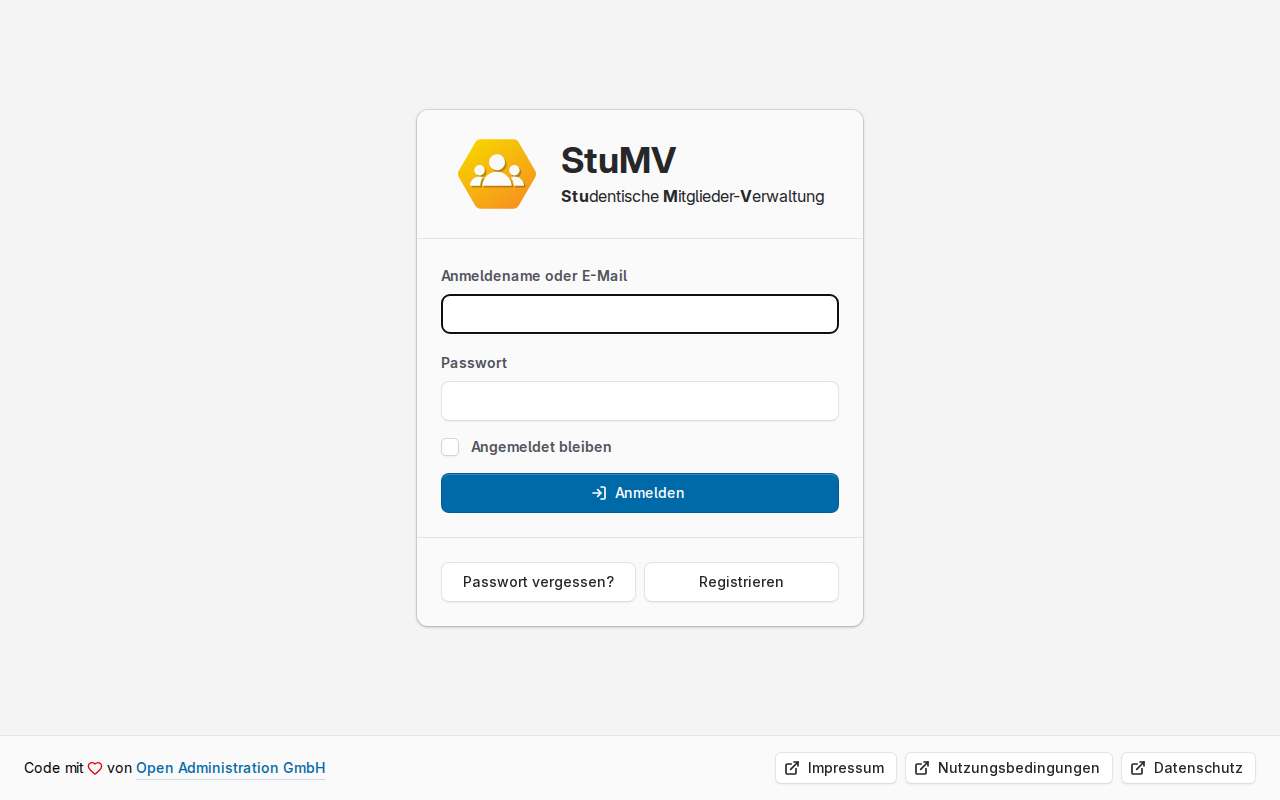 StuMV
Studentische Mitglieder-Verwaltung
Anmeldename oder E-Mail
Passwort
Angemeldet bleiben
Anmelden
Passwort vergessen?
Registrieren
Code mit von Open Administration GmbH
Impressum
Nutzungsbedingungen
Datenschutz